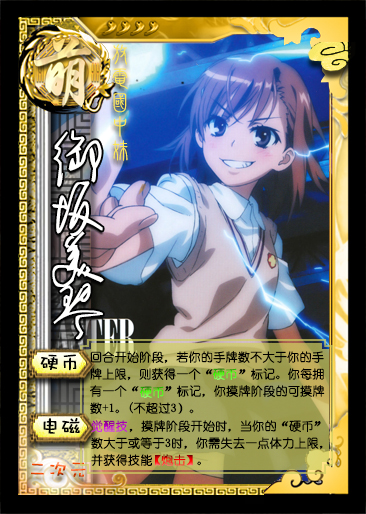 萌
放電國中妹
御坂美琴
硬币
回合开始阶段，若你的手牌数不大于你的手
牌上限，则获得一个“硬币”标记。你每拥
有一个“硬币”标记，你摸牌阶段的可摸牌
数+1。（不超过3）。
电磁
觉醒技，摸牌阶段开始时，当你的“硬币”
数大于或等于3时，你需失去一点体力上限，
并获得技能【炮击】。
二次元